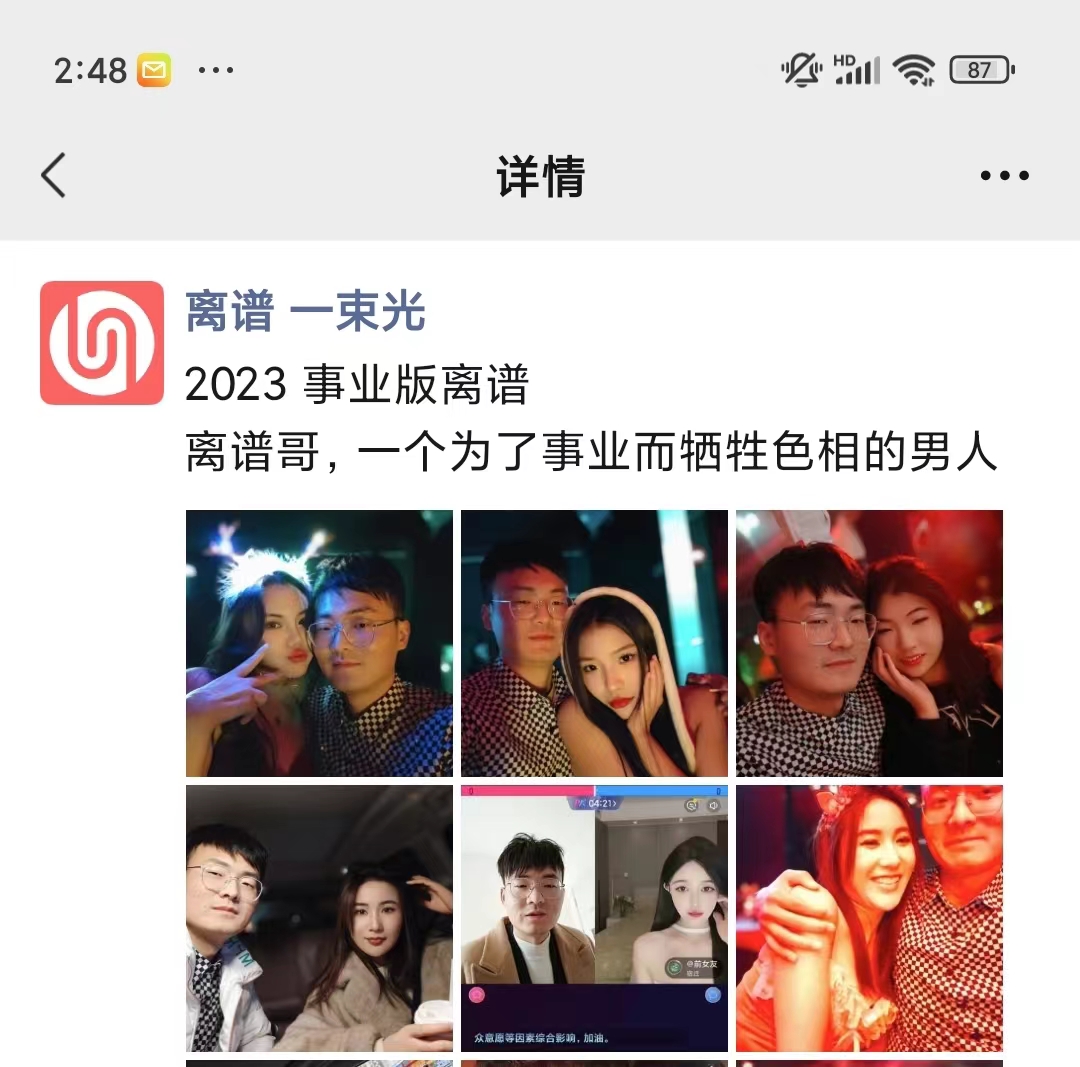 2:48
HD
87
详情
离谱 一束光
2023 事业版离谱
离谱哥，一个为了事业而牺牲色相的男人
04:21
@前女友
众意愿等因素综合影响，加油。